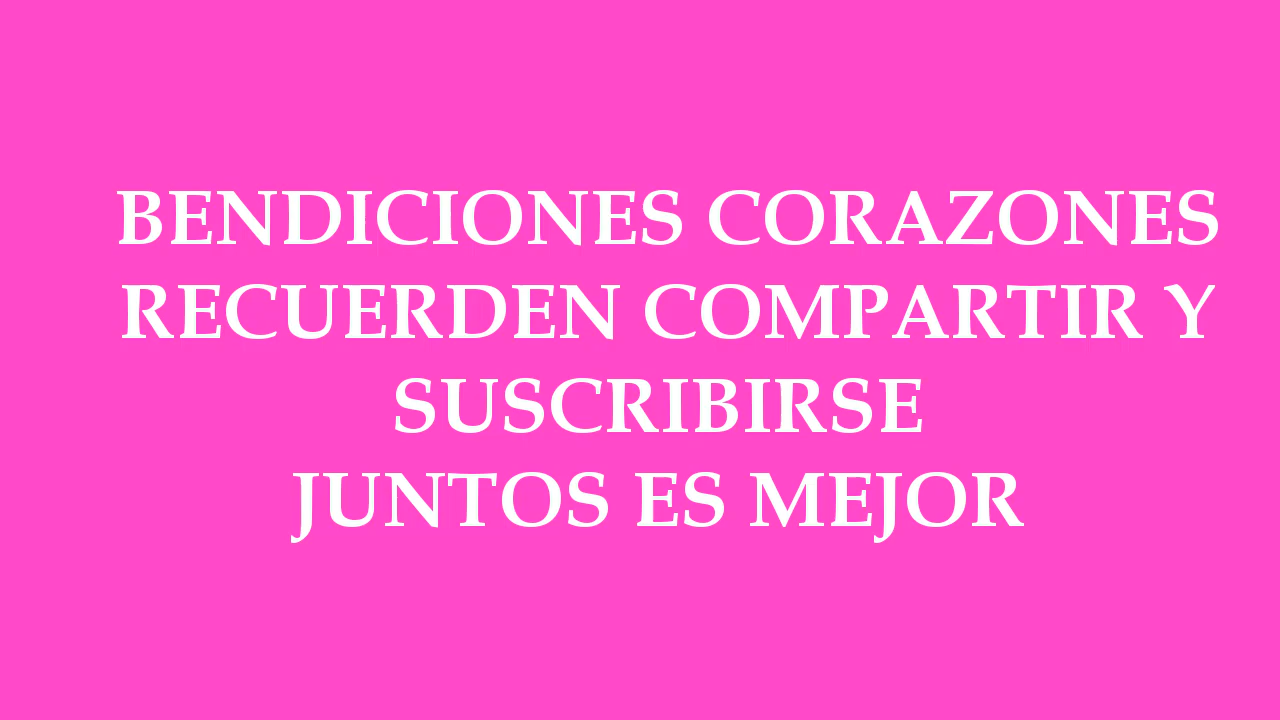 BENDICIONES CORAZONES
RECUERDEN COMPARTIR Y
SUSCRIBIRSE
JUNTOS ES MEJOR